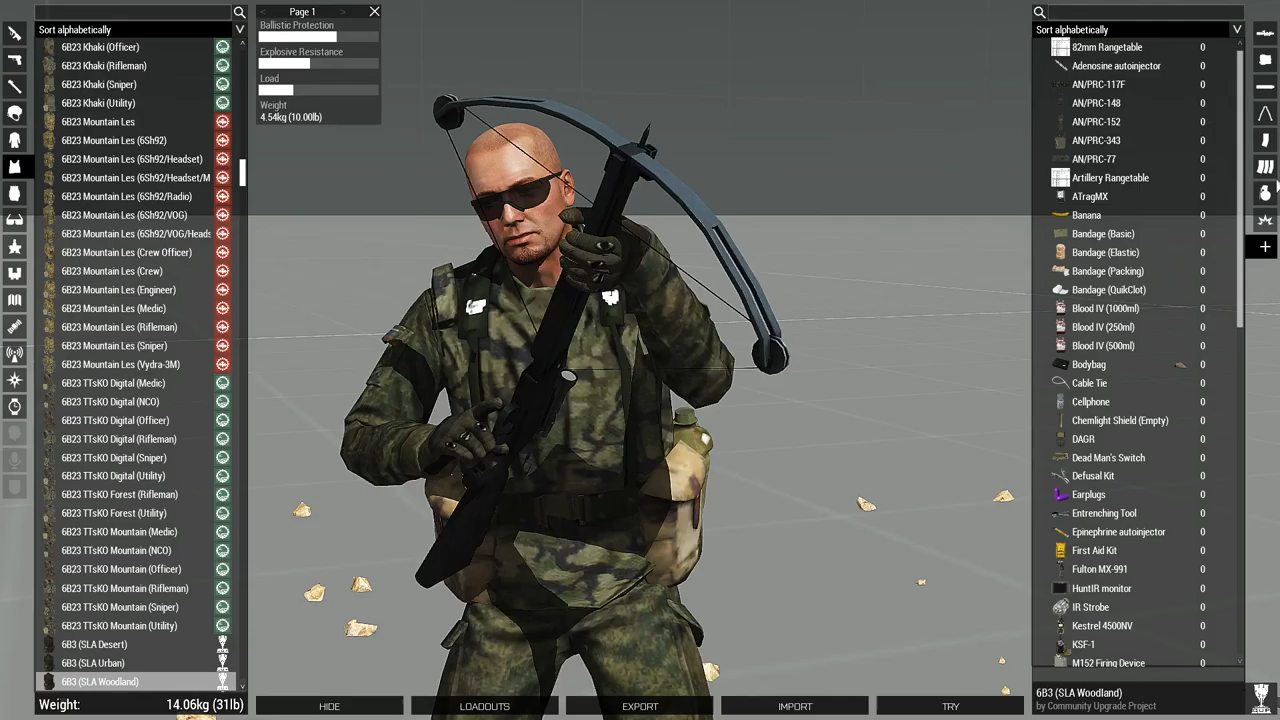 Sort alphabetically
6B23 Khaki (Officer)
6B23 Khaki (Rifleman)
6B23 Khaki (Sniper)
6B23 Khaki (Utility)
6B23 Mountain Les
6B23 Mountain Les (6Sh92)
6B23 Mountain Les (6Sh92/Headset)
6B23 Mountain Les (6Sh92/Headset/M
6B23 Mountain Les (6Sh92/Radio)
6B23 Mountain Les (6Sh92/VOG)
6B23 Mountain Les (6Sh92/VOG/Heads
6B23 Mountain Les (Crew Officer)
6B23 Mountain Les (Crew)
6B23 Mountain Les (Engineer)
6B23 Mountain Les (Medic)
6B23 Mountain Les (Rifleman)
6B23 Mountain Les (Sniper)
6B23 Mountain Les (Vydra-3M)
6B23 TTsKO Digital (Medic)
6B23 TTsKO Digital (NCO)
6B23 TTsKO Digital (Officer)
6B23 TTsKO Digital (Rifleman)
6B23 TTsKO Digital (Sniper)
6B23 TTsKO Digital (Utility)
6B23 TTsKO Forest (Rifleman)
6B23 TTsKO Forest (Utility)
6B23 TTsKO Mountain (Medic)
6B23 TTsKO Mountain (NCO)
6B23 TTsKO Mountain (Officer)
6B23 TTsKO Mountain (Rifleman)
6B23 TTsKO Mountain (Sniper)
6B23 TTsKO Mountain (Utility)
6B3 (SLA Desert)
6B3 (SLA Urban)
6B3 (SLA Woodland)
Weight: 14.06kg (31lb)
< Page 1 >
Ballistic Protection
Explosive Resistance
Load
Weight
4.54kg (10.00lb)
HIDE LOADOUTS EXPORT IMPORT TRY
Sort alphabetically
82mm Rangetable 0
Adenosine autoinjector 0
AN/PRC-117F 0
AN/PRC-148 0
AN/PRC-152 0
AN/PRC-343 0
AN/PRC-77 0
Artillery Rangetable 0
ATragMX 0
Banana 0
Bandage (Basic) 0
Bandage (Elastic) 0
Bandage (Packing) 0
Bandage (QuikClot) 0
Blood IV (1000ml) 0
Blood IV (250ml) 0
Blood IV (500ml) 0
Bodybag 0
Cable Tie 0
Cellphone 0
Chemlight Shield (Empty) 0
DAGR 0
Dead Man's Switch 0
Defusal Kit 0
Earplugs 0
Entrenching Tool 0
Epinephrine autoinjector 0
First Aid Kit 0
Fulton MX-991 0
HuntIR monitor 0
IR Strobe 0
Kestrel 4500NV 0
KSF-1 0
M152 Firing Device 0
6B3 (SLA Woodland)
by Community Upgrade Project